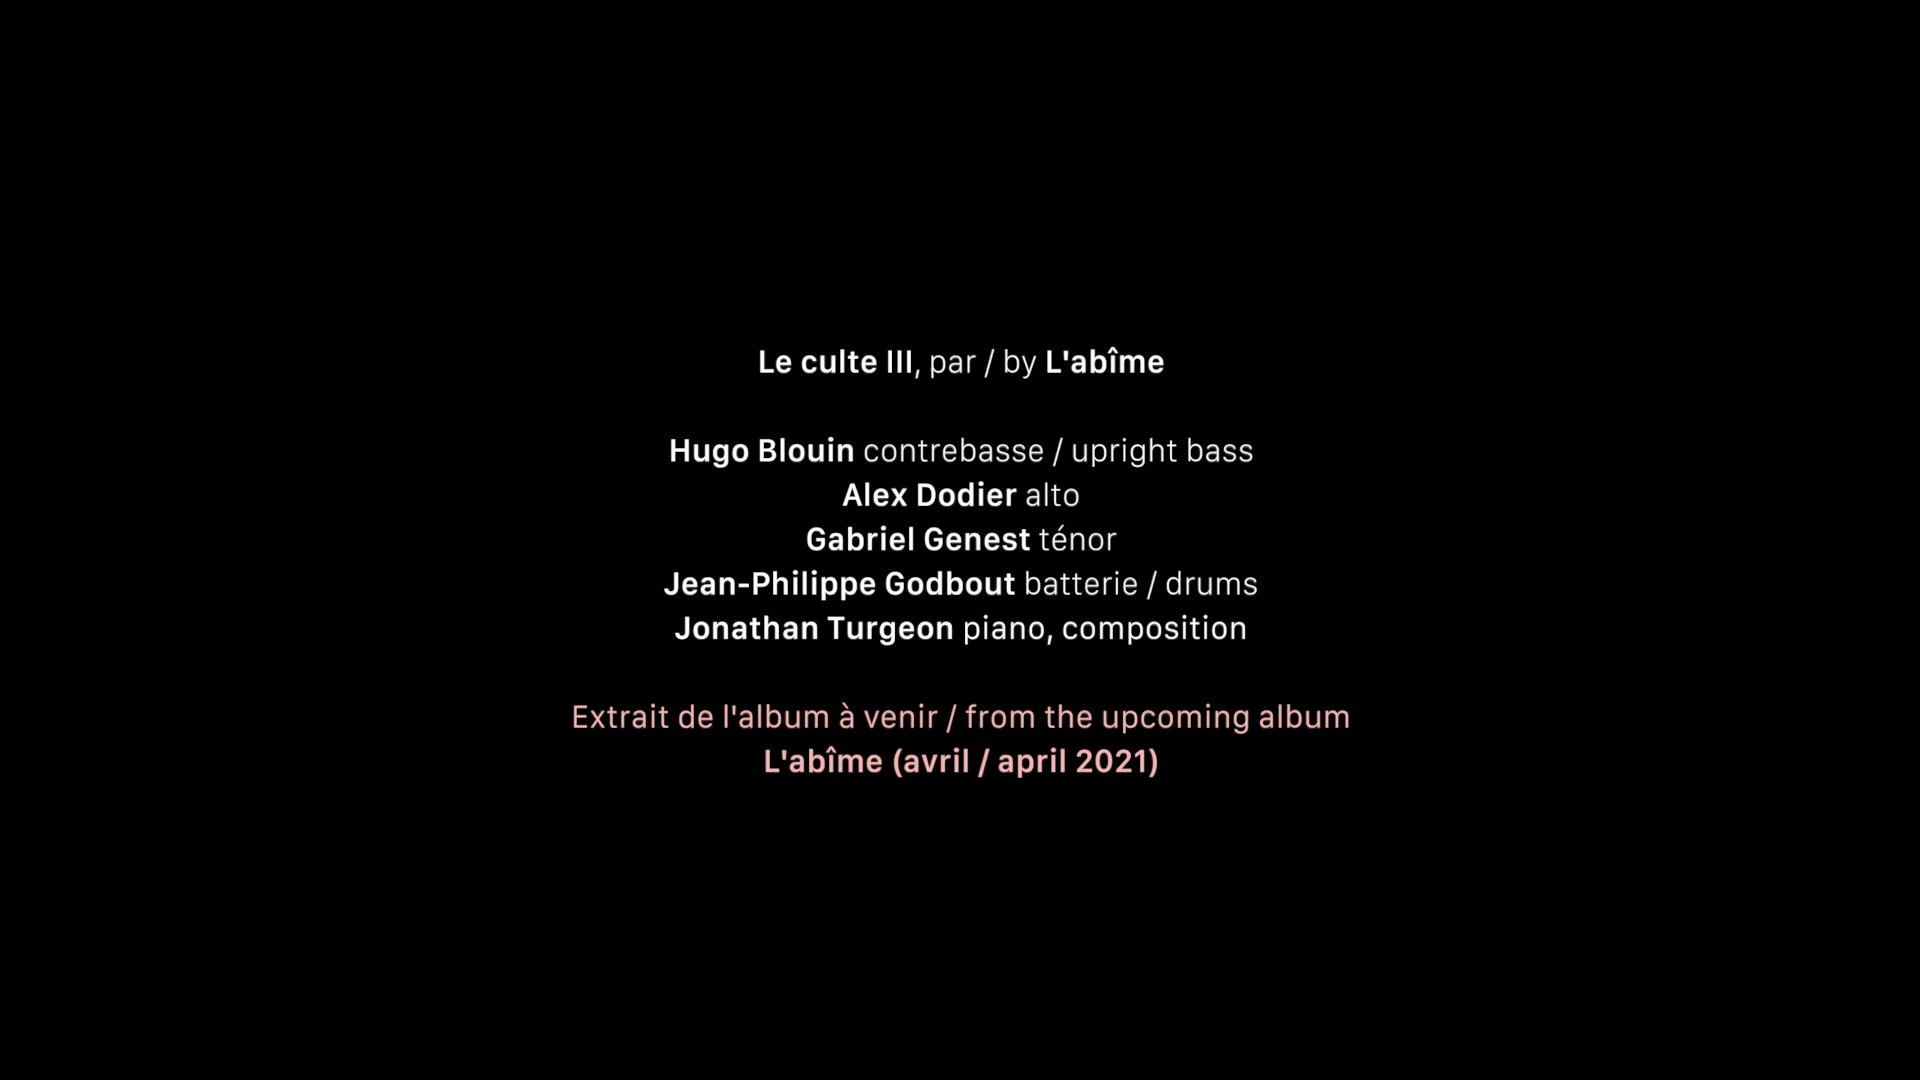 Le culte III, par / by L'abîme
Hugo Blouin contrebasse / upright bass
Alex Dodier alto
Gabriel Genest ténor
Jean-Philippe Godbout batterie / drums
Jonathan Turgeon piano, composition
Extrait de l'album à venir / from the upcoming album
L'abîme (avril / april 2021)